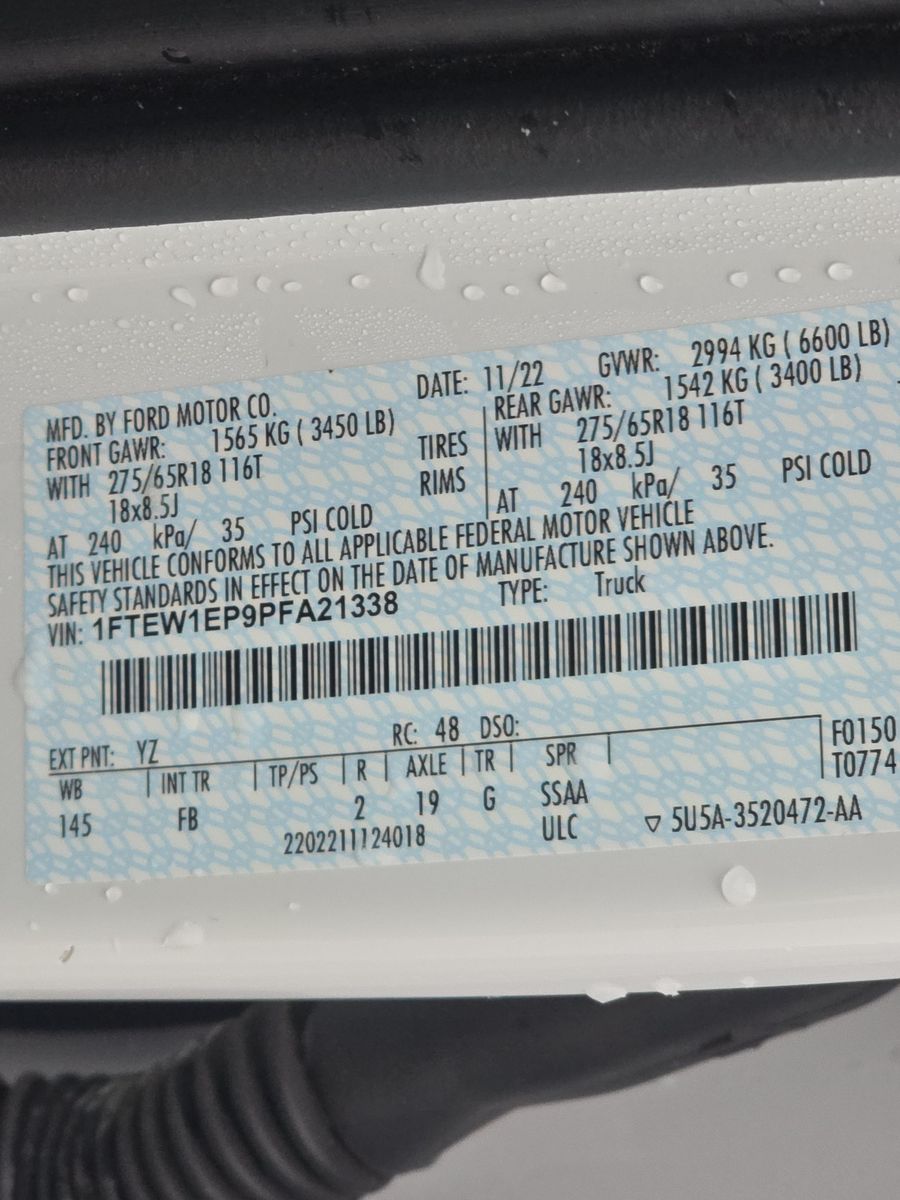 MFD. BY FORD MOTOR CO. DATE: 11/22 GVWR: 2994 KG ( 6600 LB)
FRONT GAWR: 1565 KG ( 3450 LB) REAR GAWR: 1542 KG ( 3400 LB)
WITH 275/65R18 116T TIRES WITH 275/65R18 116T
18x8.5J RIMS 18x8.5J
AT 240 kPa/ 35 PSI COLD AT 240 kPa/ 35 PSI COLD
THIS VEHICLE CONFORMS TO ALL APPLICABLE FEDERAL MOTOR VEHICLE
SAFETY STANDARDS IN EFFECT ON THE DATE OF MANUFACTURE SHOWN ABOVE.
VIN: 1FTEW1EP9PFA21338 TYPE: Truck
EXT PNT: YZ RC: 48 DSO: F0150
WB INT TR TP/PS R AXLE TR SPR T0774
145 FB 2 19 G SSAA
2202211124018 ULC 5U5A-3520472-AA